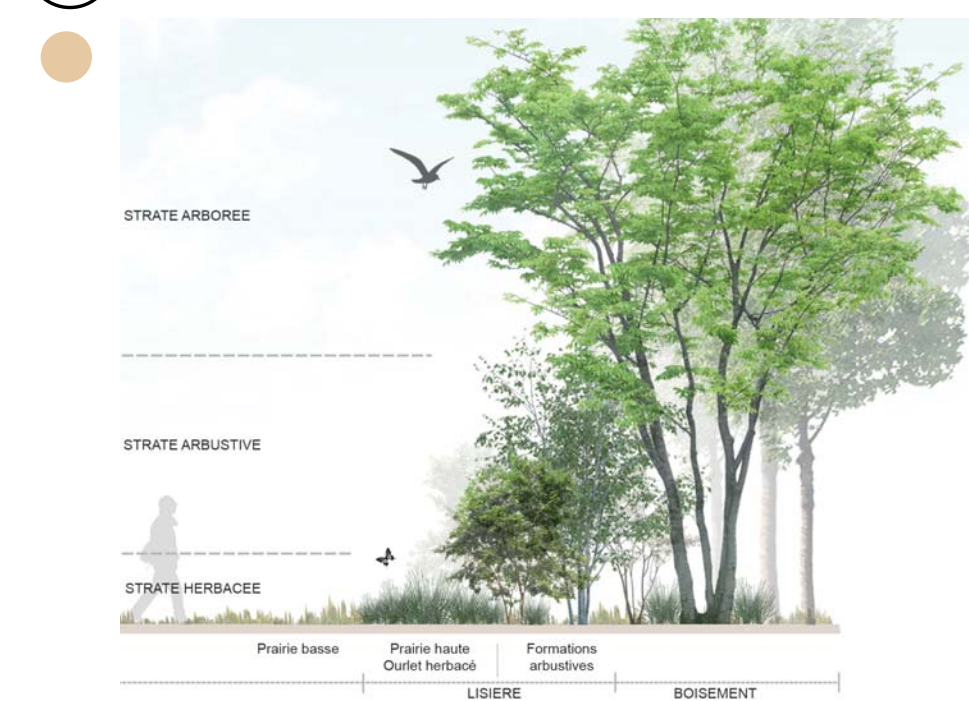 STRATE ARBOREE
STRATE ARBUSTIVE
STRATE HERBACEE
Prairie basse
Prairie haute
Ourlet herbacé
Formations
arbustives
LISIERE
BOISEMENT